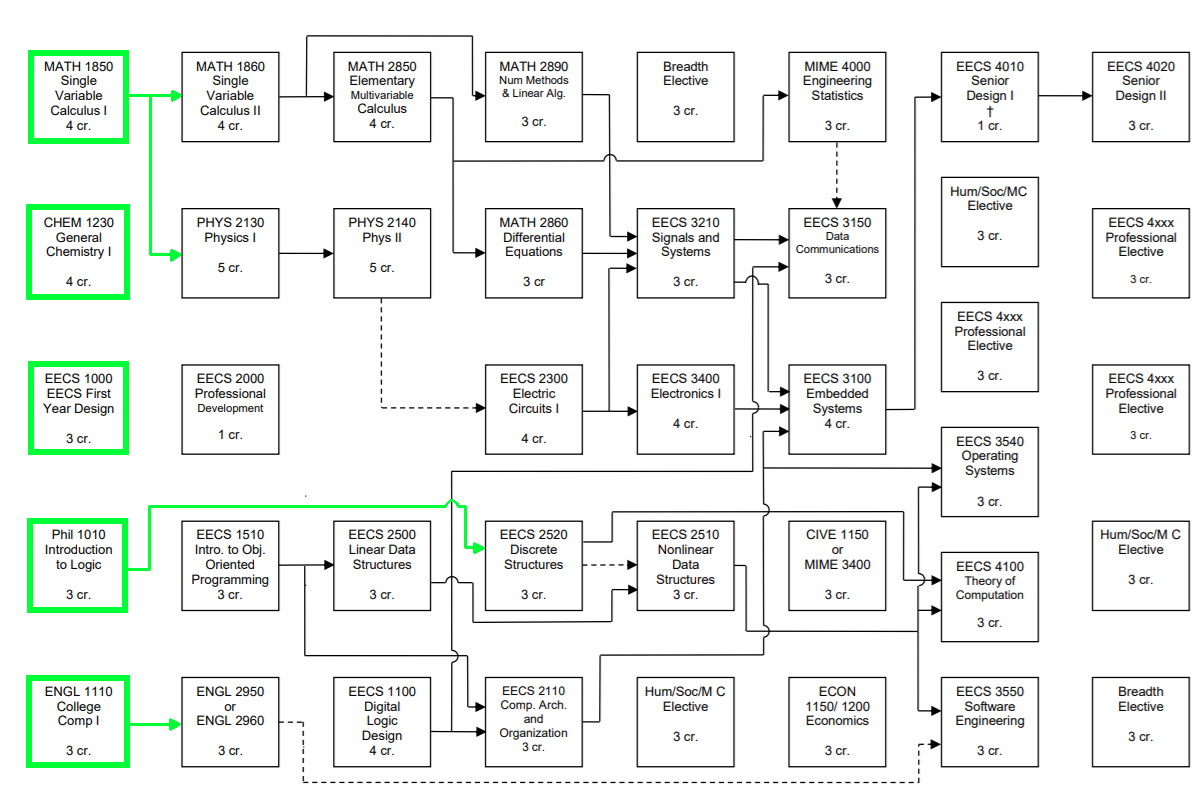 MATH 1850
Single
Variable
Calculus I
4 cr.
MATH 1860
Single
Variable
Calculus II
4 cr.
MATH 2850
Elementary
Multivariable
Calculus
4 cr.
MATH 2890
Num Methods
& Linear Alg.
3 cr.
Breadth
Elective
3 cr.
MIME 4000
Engineering
Statistics
3 cr.
EECS 4010
Senior
Design I
†
1 cr.
EECS 4020
Senior
Design II
3 cr.
CHEM 1230
General
Chemistry I
4 cr.
PHYS 2130
Physics I
5 cr.
PHYS 2140
Phys II
5 cr.
MATH 2860
Differential
Equations
3 cr
EECS 3210
Signals and
Systems
3 cr.
EECS 3150
Data
Communications
3 cr.
Hum/Soc/MC
Elective
3 cr.
EECS 4xxx
Professional
Elective
3 cr.
EECS 4xxx
Professional
Elective
3 cr.
EECS 1000
EECS First
Year Design
3 cr.
EECS 2000
Professional
Development
1 cr.
EECS 2300
Electric
Circuits I
4 cr.
EECS 3400
Electronics I
4 cr.
EECS 3100
Embedded
Systems
4 cr.
EECS 3540
Operating
Systems
3 cr.
EECS 4xxx
Professional
Elective
3 cr.
Phil 1010
Introduction
to Logic
3 cr.
EECS 1510
Intro. to Obj.
Oriented
Programming
3 cr.
EECS 2500
Linear Data
Structures
3 cr.
EECS 2520
Discrete
Structures
3 cr.
EECS 2510
Nonlinear
Data
Structures
3 cr.
CIVE 1150
or
MIME 3400
3 cr.
EECS 4100
Theory of
Computation
3 cr.
Hum/Soc/M C
Elective
3 cr.
ENGL 1110
College
Comp I
3 cr.
ENGL 2950
or
ENGL 2960
3 cr.
EECS 1100
Digital
Logic
Design
4 cr.
EECS 2110
Comp. Arch.
and
Organization
3 cr.
Hum/Soc/M C
Elective
3 cr.
ECON
1150/ 1200
Economics
3 cr.
EECS 3550
Software
Engineering
3 cr.
Breadth
Elective
3 cr.